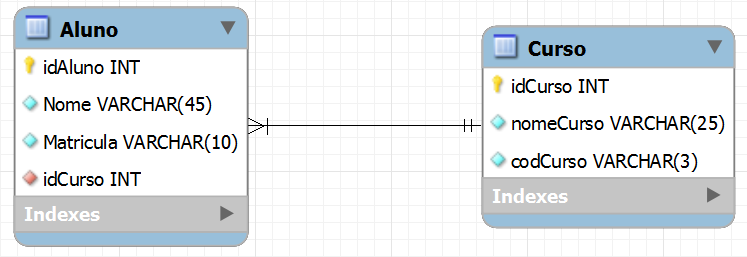 Aluno
idAluno INT
Nome VARCHAR(45)
Matricula VARCHAR(10)
idCurso INT
Indexes
Curso
idCurso INT
nomeCurso VARCHAR(25)
codCurso VARCHAR(3)
Indexes